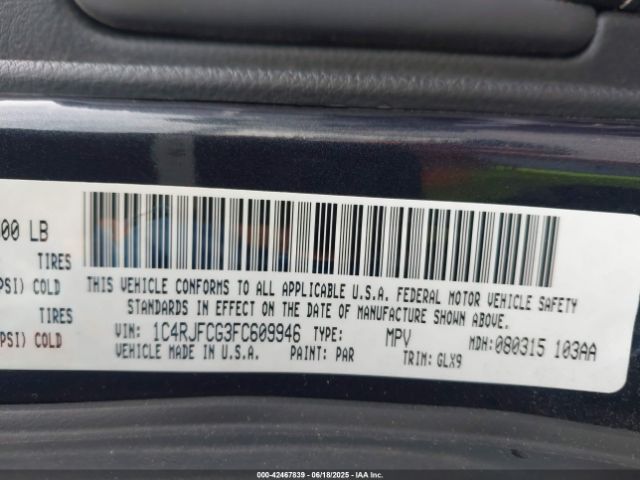 00 LB
TIRES
PSI) COLD
TIRES
PSI) COLD
THIS VEHICLE CONFORMS TO ALL APPLICABLE U.S.A. FEDERAL MOTOR VEHICLE SAFETY
STANDARDS IN EFFECT ON THE DATE OF MANUFACTURE SHOWN ABOVE.
VIN: 1C4RJFCG3FC609946 TYPE: MPV MDH:080315 103AA
VEHICLE MADE IN U.S.A. PAINT: PAR TRIM: GLX9
000-42467839 - 06/18/2025 - IAA Inc.